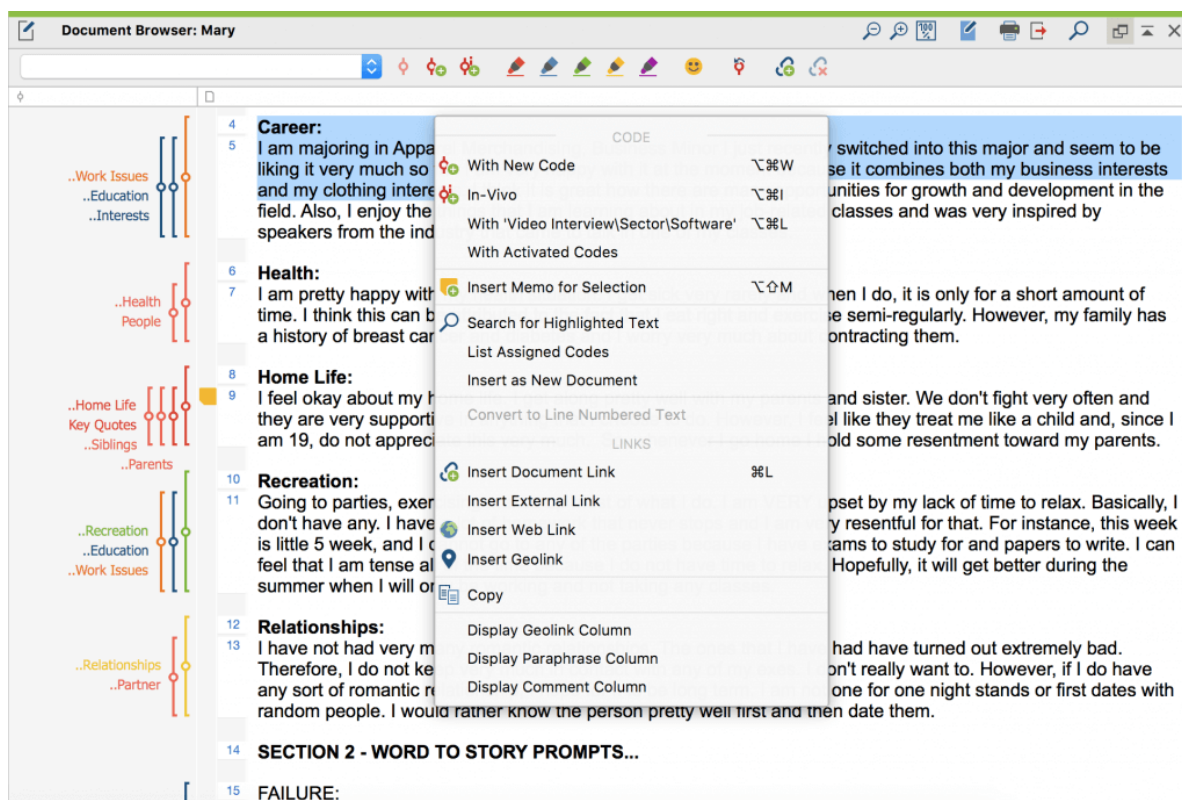 Document Browser: Mary
4 Career:
5 I am majoring in Appa switched into this major and seem to be
liking it very much so se it combines both my business interests
and my clothing intere unities for growth and development in the
field. Also, I enjoy the classes and was very inspired by
speakers from the ind
..Work Issues
..Education
..Interests
6 Health:
7 I am pretty happy with hen I do, it is only for a short amount of
time. I think this can b e semi-regularly. However, my family has
a history of breast can contracting them.
..Health
People
8 Home Life:
9 I feel okay about my h and sister. We don't fight very often and
they are very supporti el like they treat me like a child and, since I
am 19, do not appreci old some resentment toward my parents.
..Home Life
Key Quotes
..Siblings
..Parents
10 Recreation:
11 Going to parties, exer pset by my lack of time to relax. Basically, I
don't have any. I have ry resentful for that. For instance, this week
is little 5 week, and I c xams to study for and papers to write. I can
feel that I am tense al Hopefully, it will get better during the
summer when I will or
..Recreation
..Education
..Work Issues
12 Relationships:
13 I have not had very m had have turned out extremely bad.
Therefore, I do not ke on't really want to. However, if I do have
any sort of romantic re one for one night stands or first dates with
random people. I would rather know the person pretty well first and then date them.
..Relationships
..Partner
14 SECTION 2 - WORD TO STORY PROMPTS...
15 FAILURE:
CODE
With New Code ⌥⌘W
In-Vivo ⌥⌘I
With 'Video Interview\Sector\Software' ⌥⌘L
With Activated Codes
Insert Memo for Selection ⌥⇧M
Search for Highlighted Text
List Assigned Codes
Insert as New Document
Convert to Line Numbered Text
LINKS
Insert Document Link ⌘L
Insert External Link
Insert Web Link
Insert Geolink
Copy
Display Geolink Column
Display Paraphrase Column
Display Comment Column